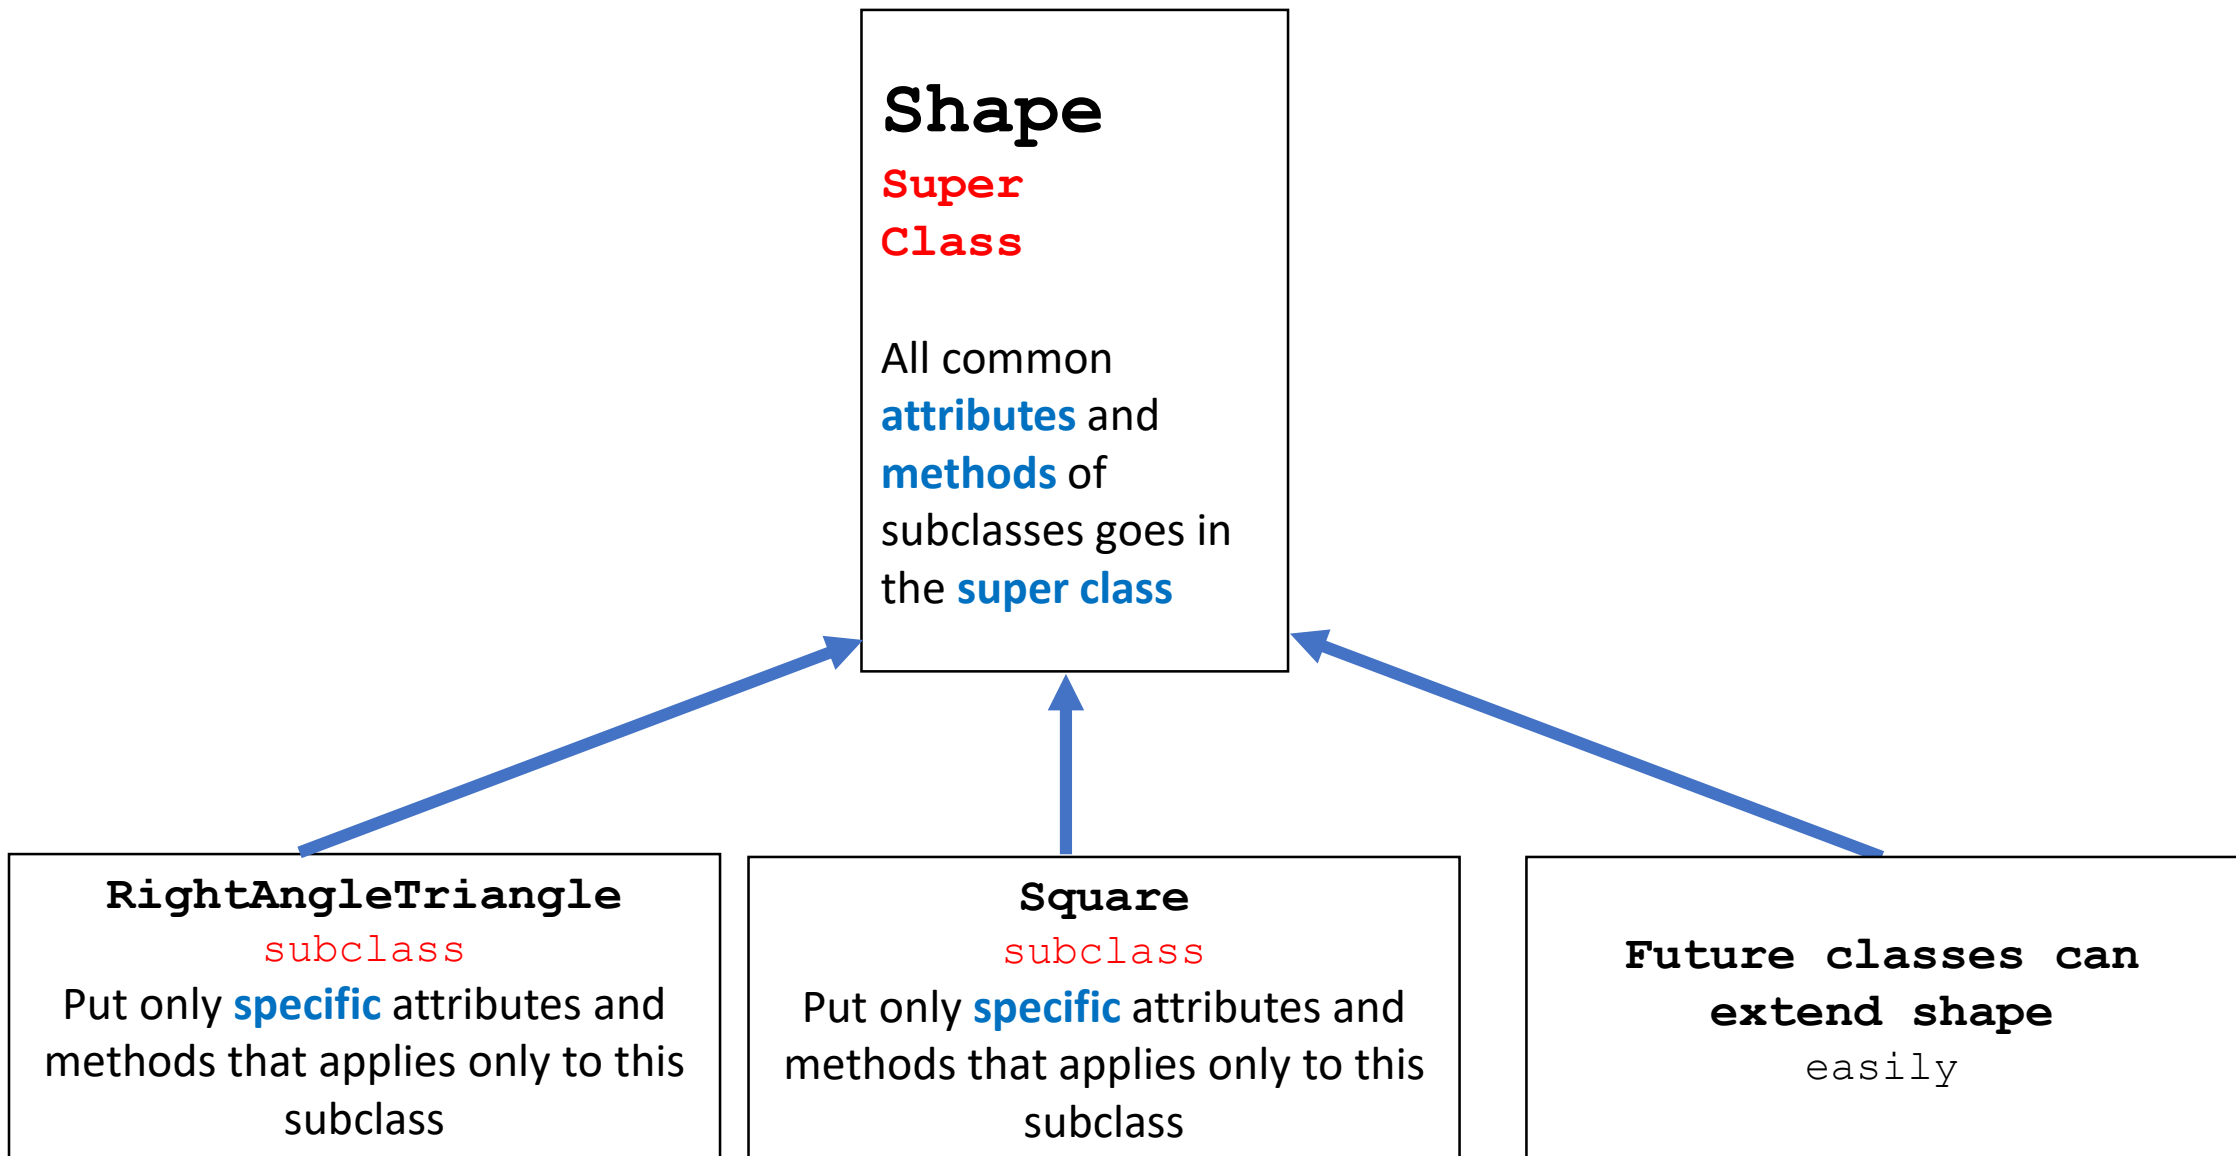 Shape
Super
Class
All common
attributes and
methods of
subclasses goes in
the super class
RightAngleTriangle
subclass
Put only specific attributes and
methods that applies only to this
subclass
Square
subclass
Put only specific attributes and
methods that applies only to this
subclass
Future classes can
extend shape
easily